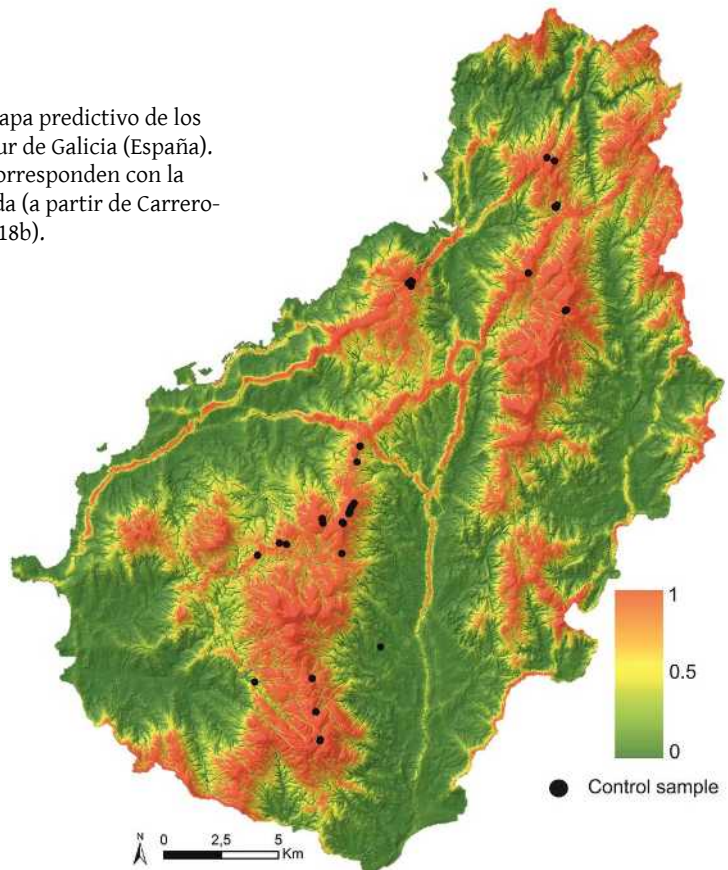 apa predictivo de los
ur de Galicia (España).
orresponden con la
da (a partir de Carrero-
18b).
1
0.5
0
Control sample
N
0 2,5 5
Km